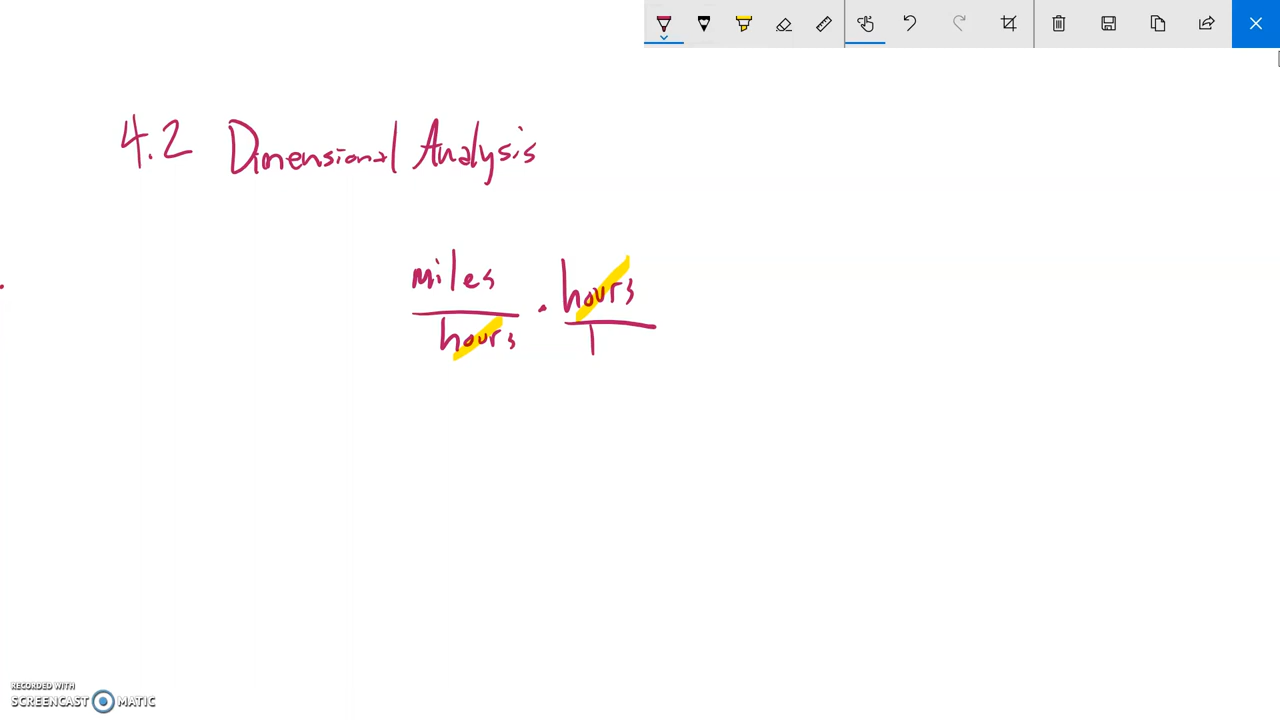 4.2 Dimensional Analysis
miles
hours
·
hours
1
RECORDED WITH
SCREENCAST MATIC